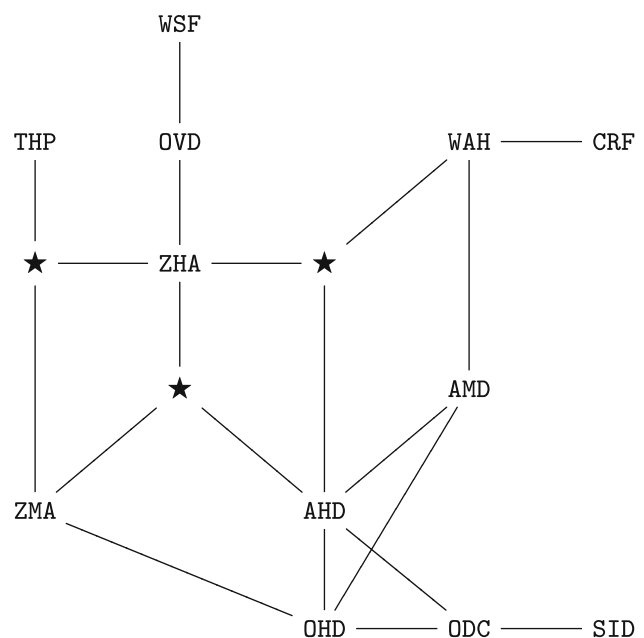 WSF
THP OVD WAH CRF
★ ZHA ★
★ AMD
ZMA AHD
OHD ODC SID